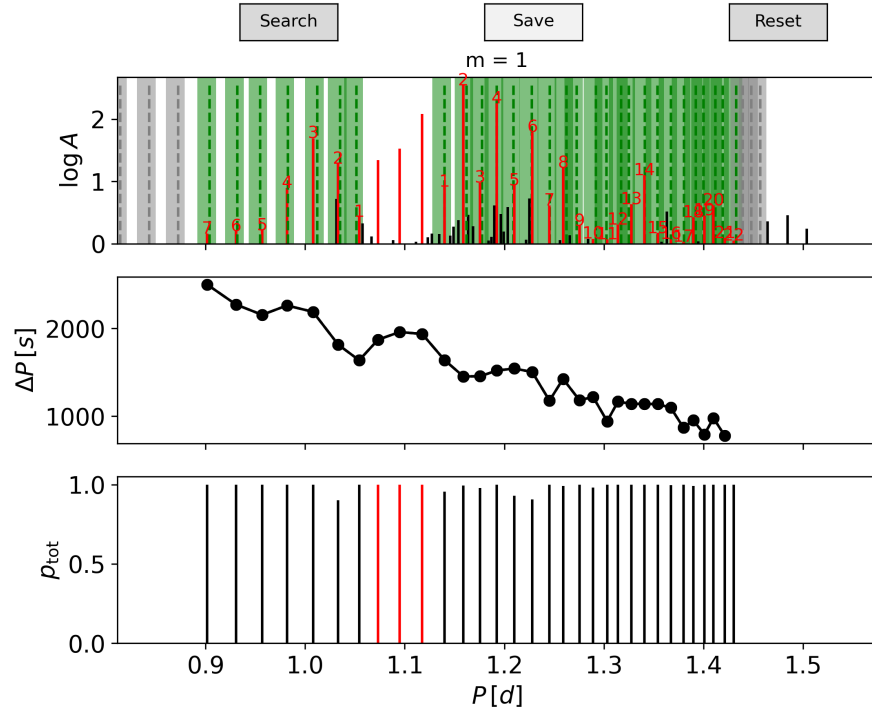 Search Save Reset
m = 1
log A
2
1
0
7 6 5 4 3 2 1 1 2 3 4 5 6 7 8 9 10 11 12 13 14 15 16 17 18 19 20 21 22
ΔP [s]
2000
1000
p_tot
1.0
0.5
0.0
0.9 1.0 1.1 1.2 1.3 1.4 1.5
P [d]